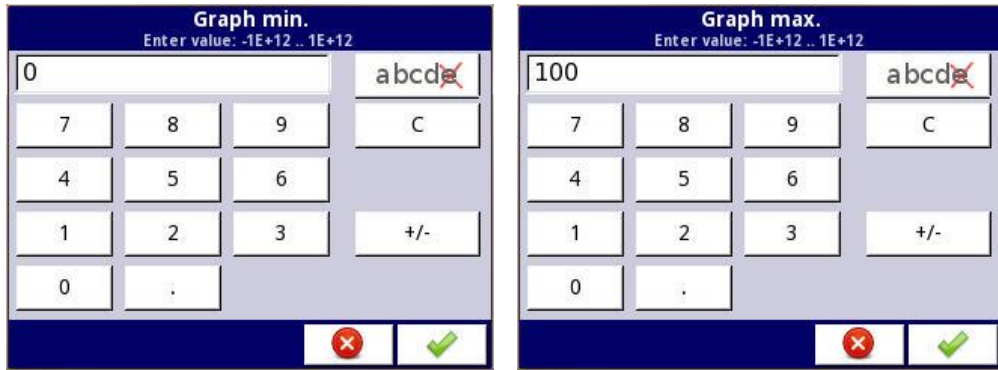 Graph min.
Enter value: -1E+12 .. 1E+12
0
abcde
7 8 9 C
4 5 6
1 2 3 +/-
0 .
Graph max.
Enter value: -1E+12 .. 1E+12
100
abcde
7 8 9 C
4 5 6
1 2 3 +/-
0 .